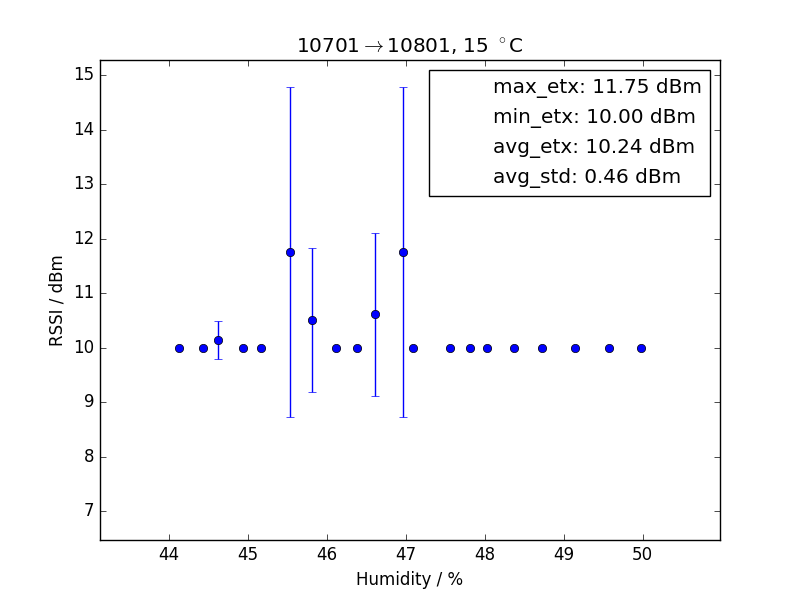 10701→10801, 15 °C
max_etx: 11.75 dBm
min_etx: 10.00 dBm
avg_etx: 10.24 dBm
avg_std: 0.46 dBm
RSSI / dBm
15
14
13
12
11
10
9
8
7
44 45 46 47 48 49 50
Humidity / %